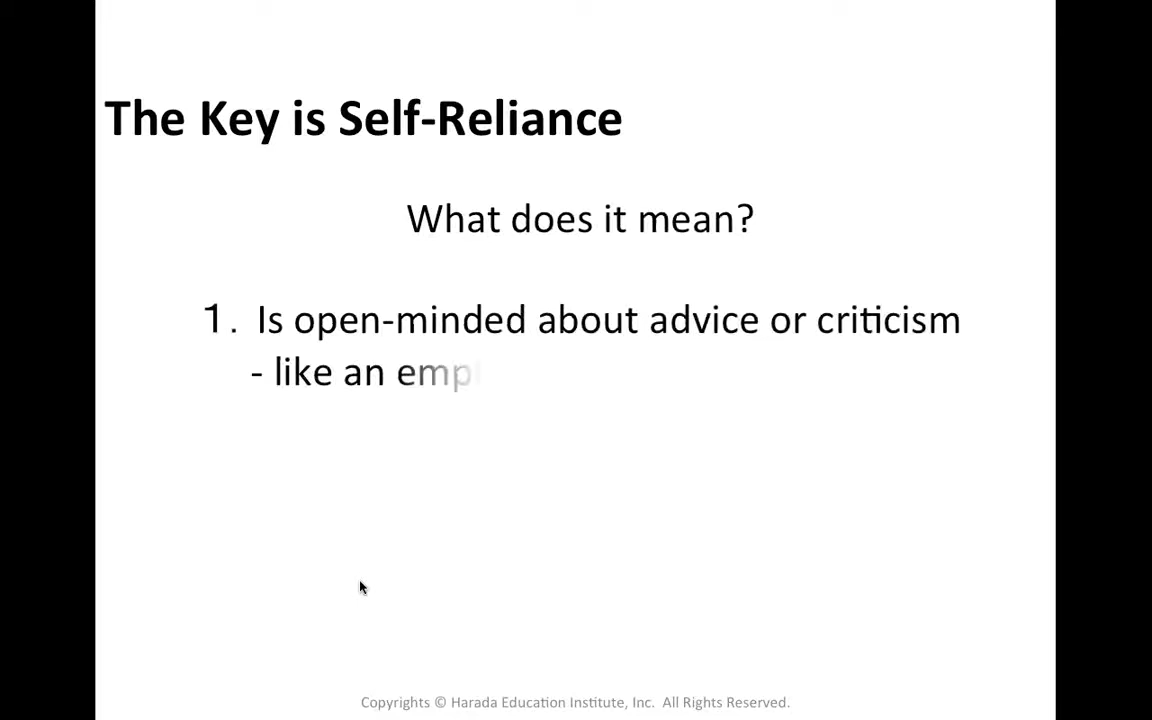 The Key is Self-Reliance
What does it mean?
1. Is open-minded about advice or criticism
- like an
Copyrights © Harada Education Institute, Inc. All Rights Reserved.